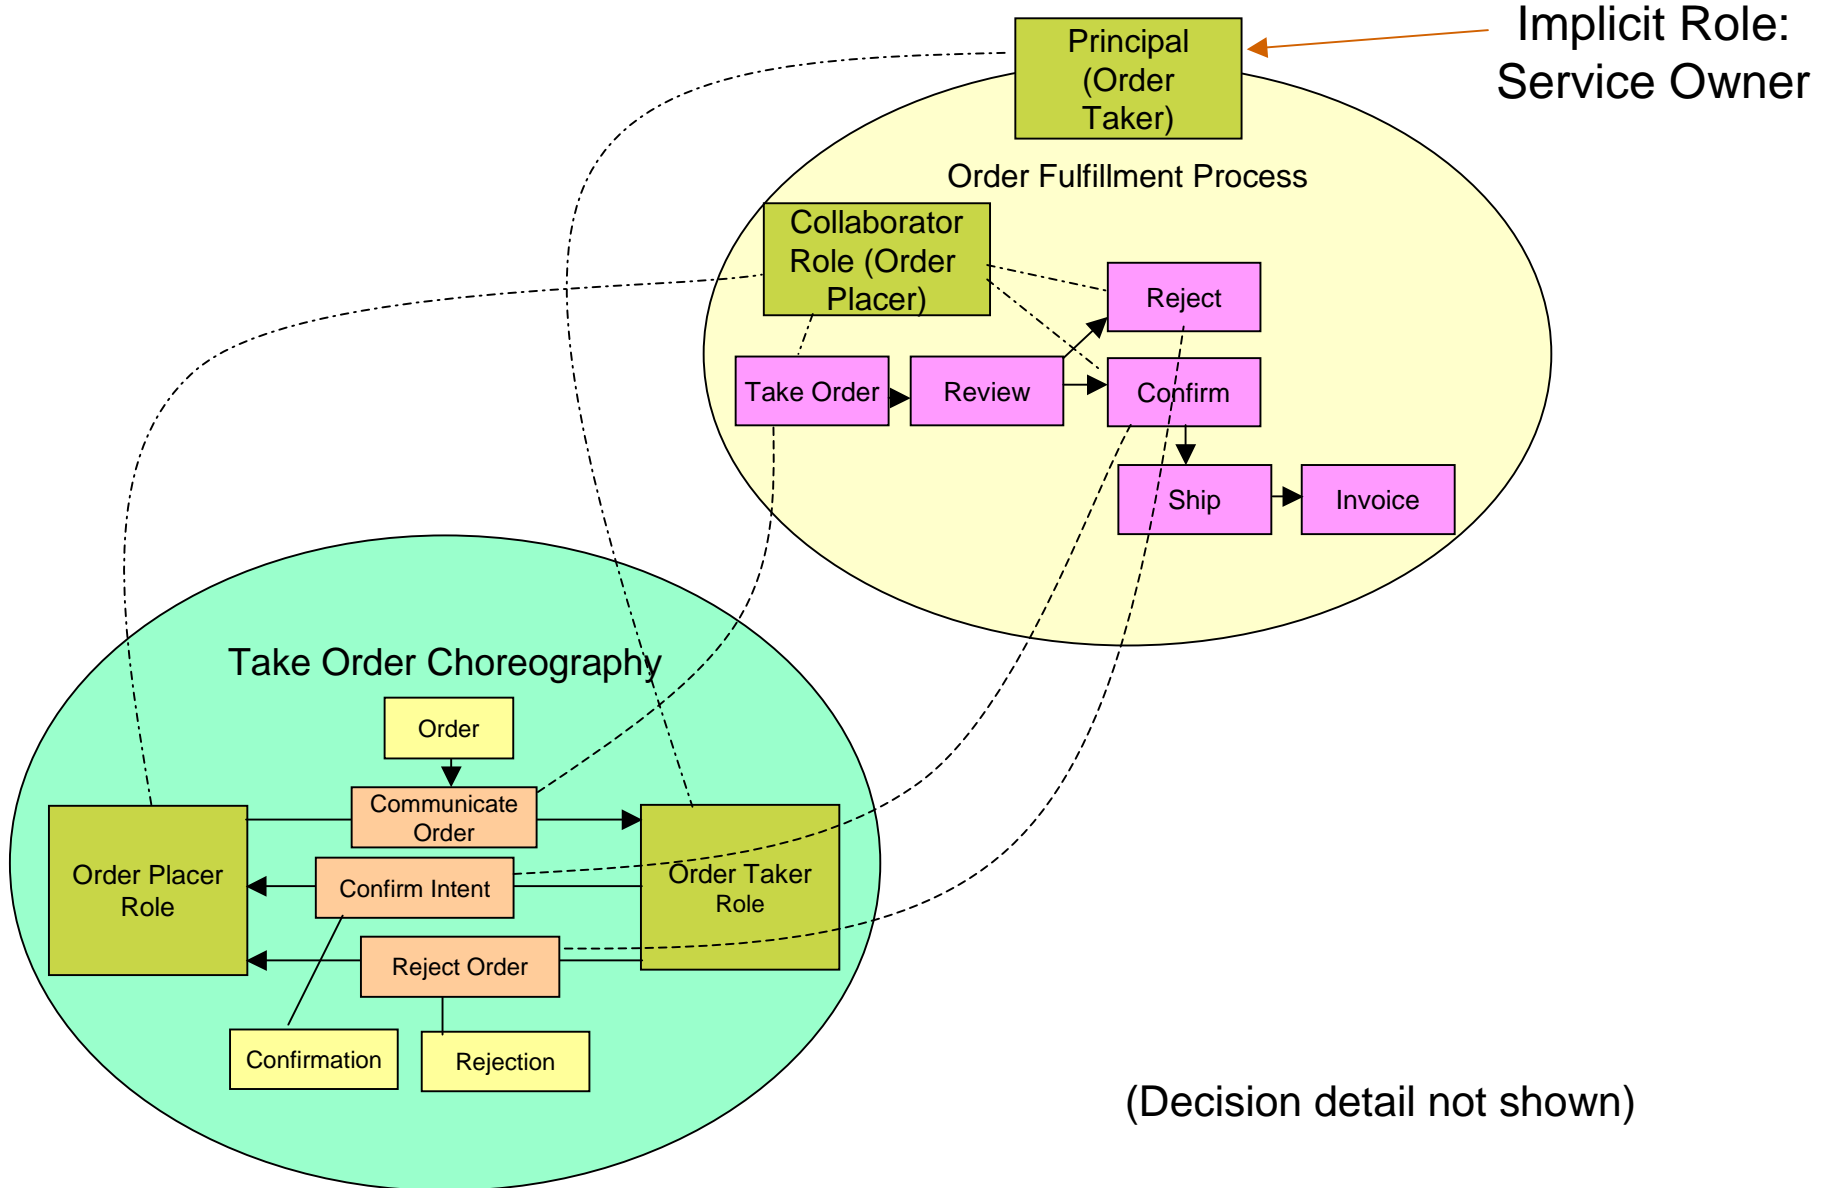 Implicit Role:
Service Owner
Principal
(Order
Taker)
Order Fulfillment Process
Collaborator
Role (Order
Placer)
Reject
Take Order
Review
Confirm
Ship
Invoice
Take Order Choreography
Order
Communicate
Order
Order Placer
Role
Confirm Intent
Order Taker
Role
Reject Order
Confirmation
Rejection
(Decision detail not shown)